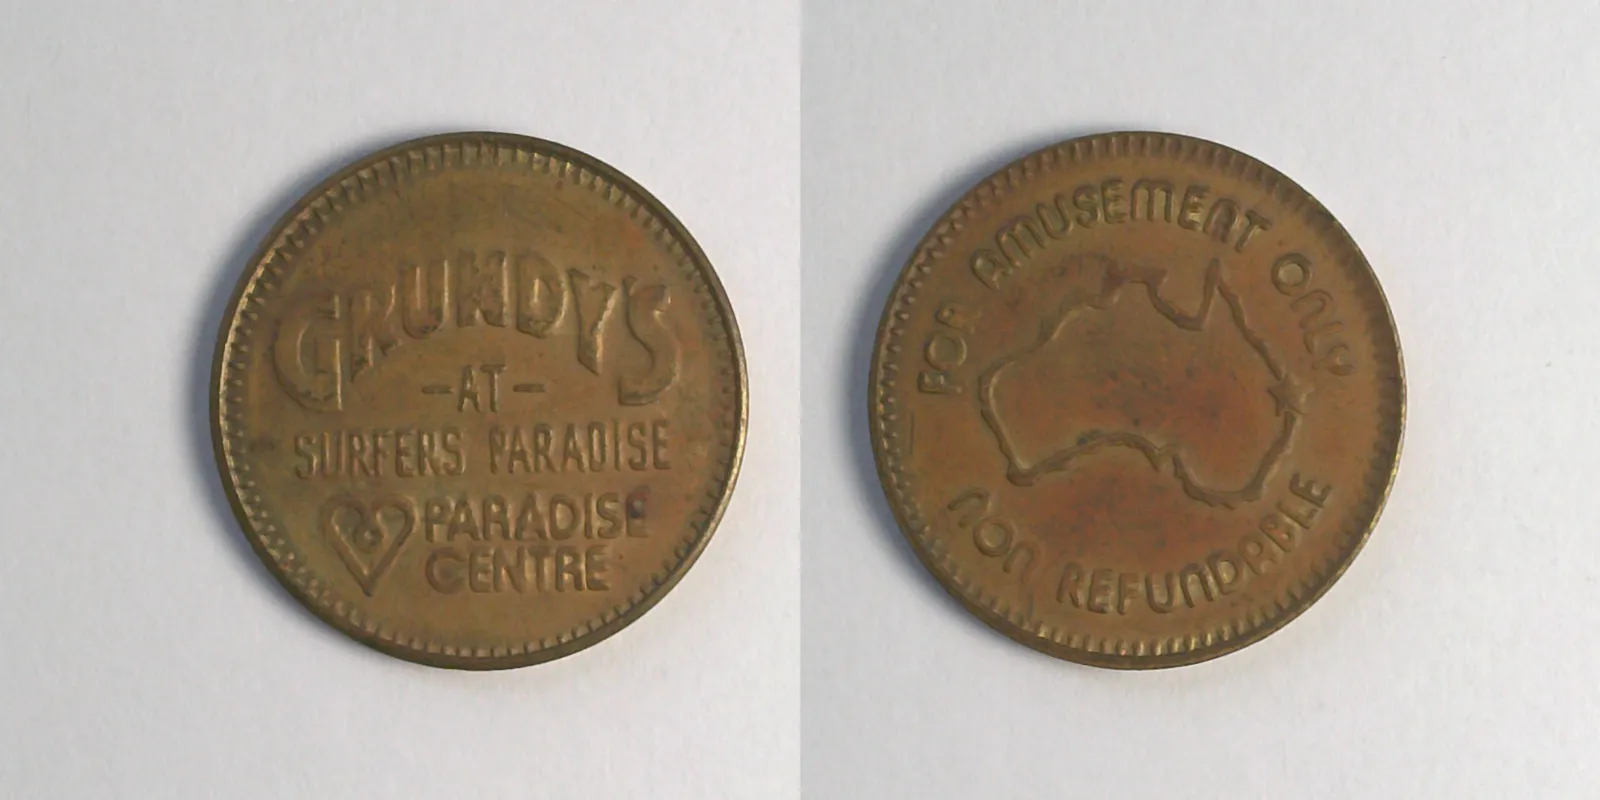 GRUNDYS
-AT-
SURFERS PARADISE
PARADISE
CENTRE
FOR AMUSEMENT ONLY
NON REFUNDABLE